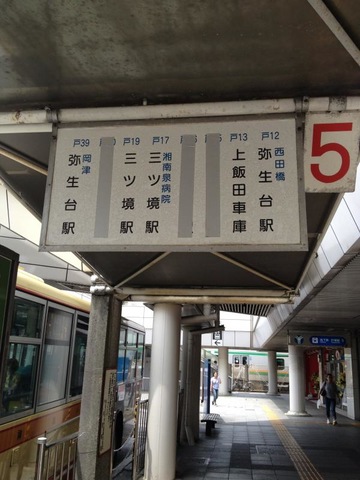 戸12
西田橋
弥生台駅
戸13
上飯田車庫
戸17
湘南泉病院
三ツ境駅
戸19
三ツ境駅
戸39
岡津
弥生台駅
5